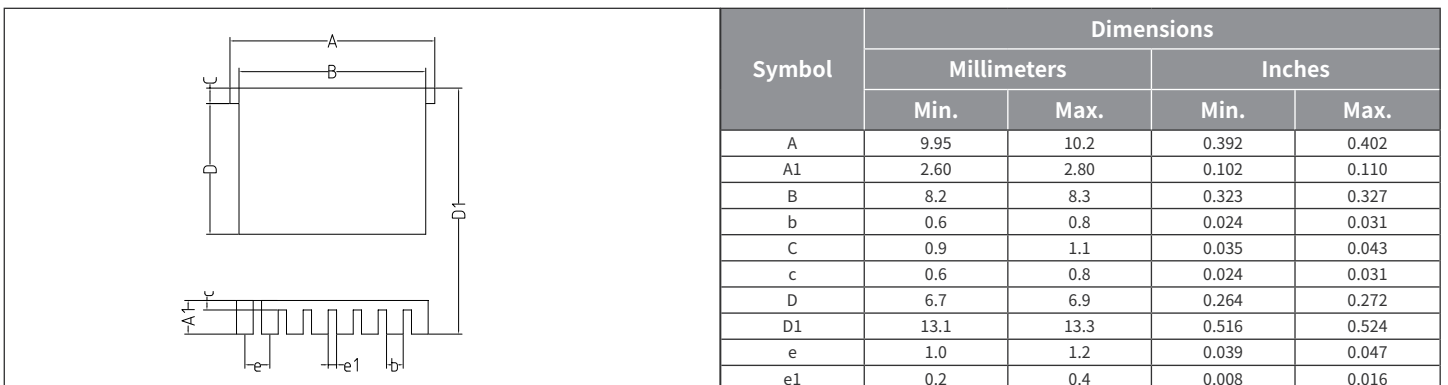 A
B
C
D
D1
c
A1
e
e1
b
Dimensions
Symbol Millimeters Inches
Min. Max. Min. Max.
A 9.95 10.2 0.392 0.402
A1 2.60 2.80 0.102 0.110
B 8.2 8.3 0.323 0.327
b 0.6 0.8 0.024 0.031
C 0.9 1.1 0.035 0.043
c 0.6 0.8 0.024 0.031
D 6.7 6.9 0.264 0.272
D1 13.1 13.3 0.516 0.524
e 1.0 1.2 0.039 0.047
e1 0.2 0.4 0.008 0.016